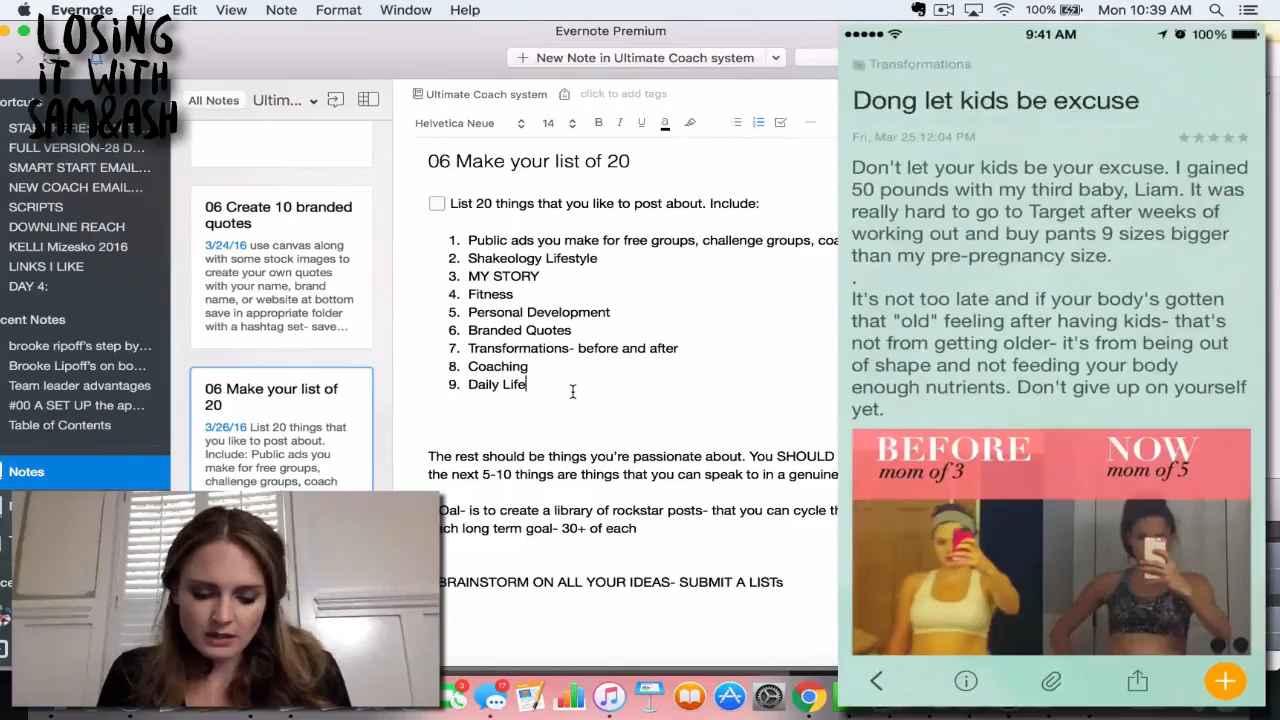 Evernote File Edit View Note Format Window Help
100% Mon 10:39 AM
LOSING
iT WITH
SAM&ASH
Evernote Premium
New Note in Ultimate Coach system
ortcuts
FULL VERSION-28 D...
SMART START EMAIL...
NEW COACH EMAIL...
SCRIPTS
DOWNLINE REACH
KELLI Mizesko 2016
LINKS I LIKE
DAY 4:
cent Notes
brooke ripoff's step by...
Brooke Lipoff's on bo...
Team leader advantages
#00 A SET UP the ap...
Table of Contents
Notes
All Notes Ultim...
06 Create 10 branded
quotes
3/24/16 use canvas along
with some stock images to
create your own quotes
with your name, brand
name, or website at bottom
save in appropriate folder
with a hashtag set- save...
06 Make your list of
20
3/26/16 List 20 things that
you like to post about.
Include: Public ads you
make for free groups,
challenge groups, coach
Ultimate Coach system click to add tags
Helvetica Neue 14 B I U a
06 Make your list of 20
List 20 things that you like to post about. Include:
1. Public ads you make for free groups, challenge groups, coa
2. Shakeology Lifestyle
3. MY STORY
4. Fitness
5. Personal Development
6. Branded Quotes
7. Transformations- before and after
8. Coaching
9. Daily Life
The rest should be things you're passionate about. You SHOULD
the next 5-10 things are things that you can speak to in a genuine
Oal- is to create a library of rockstar posts- that you can cycle th
ach long term goal- 30+ of each
BRAINSTORM ON ALL YOUR IDEAS- SUBMIT A LISTs
3
17
9:41 AM 100%
Transformations
Dong let kids be excuse
Fri, Mar 25 12:04 PM
Don't let your kids be your excuse. I gained
50 pounds with my third baby, Liam. It was
really hard to go to Target after weeks of
working out and buy pants 9 sizes bigger
than my pre-pregnancy size.
.
It's not too late and if your body's gotten
that "old" feeling after having kids- that's
not from getting older- it's from being out
of shape and not feeding your body
enough nutrients. Don't give up on yourself
yet.
BEFORE
mom of 3
NOW
mom of 5